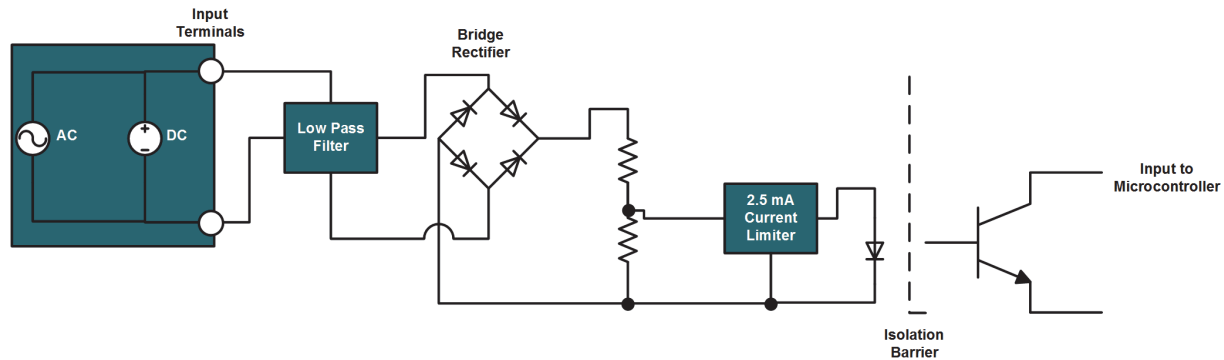 Input
Terminals
Bridge
Rectifier
AC
DC
Low Pass
Filter
2.5 mA
Current
Limiter
Input to
Microcontroller
Isolation
Barrier